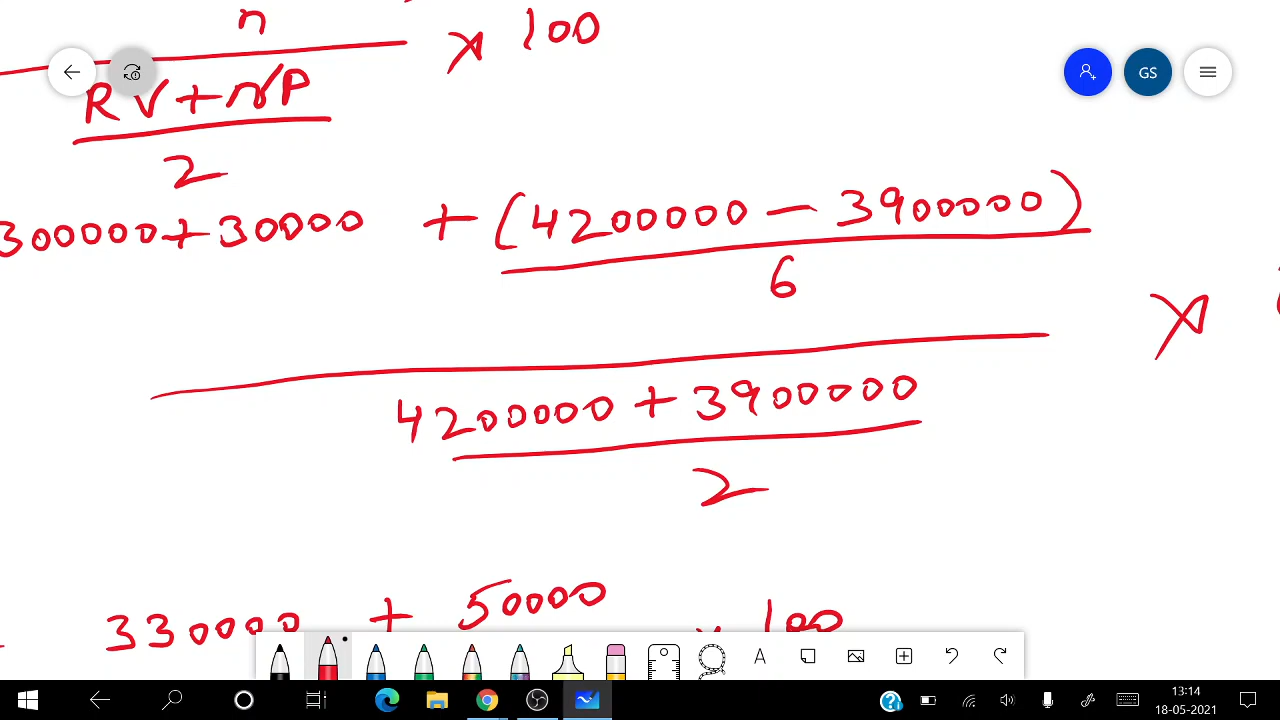 n
× 100
RV+NP
2
300000+30000 + (4200000 - 3900000)
6
×
4200000 + 3900000
2
330000 + 50000 × 100
GS
A
13:14
18-05-2021